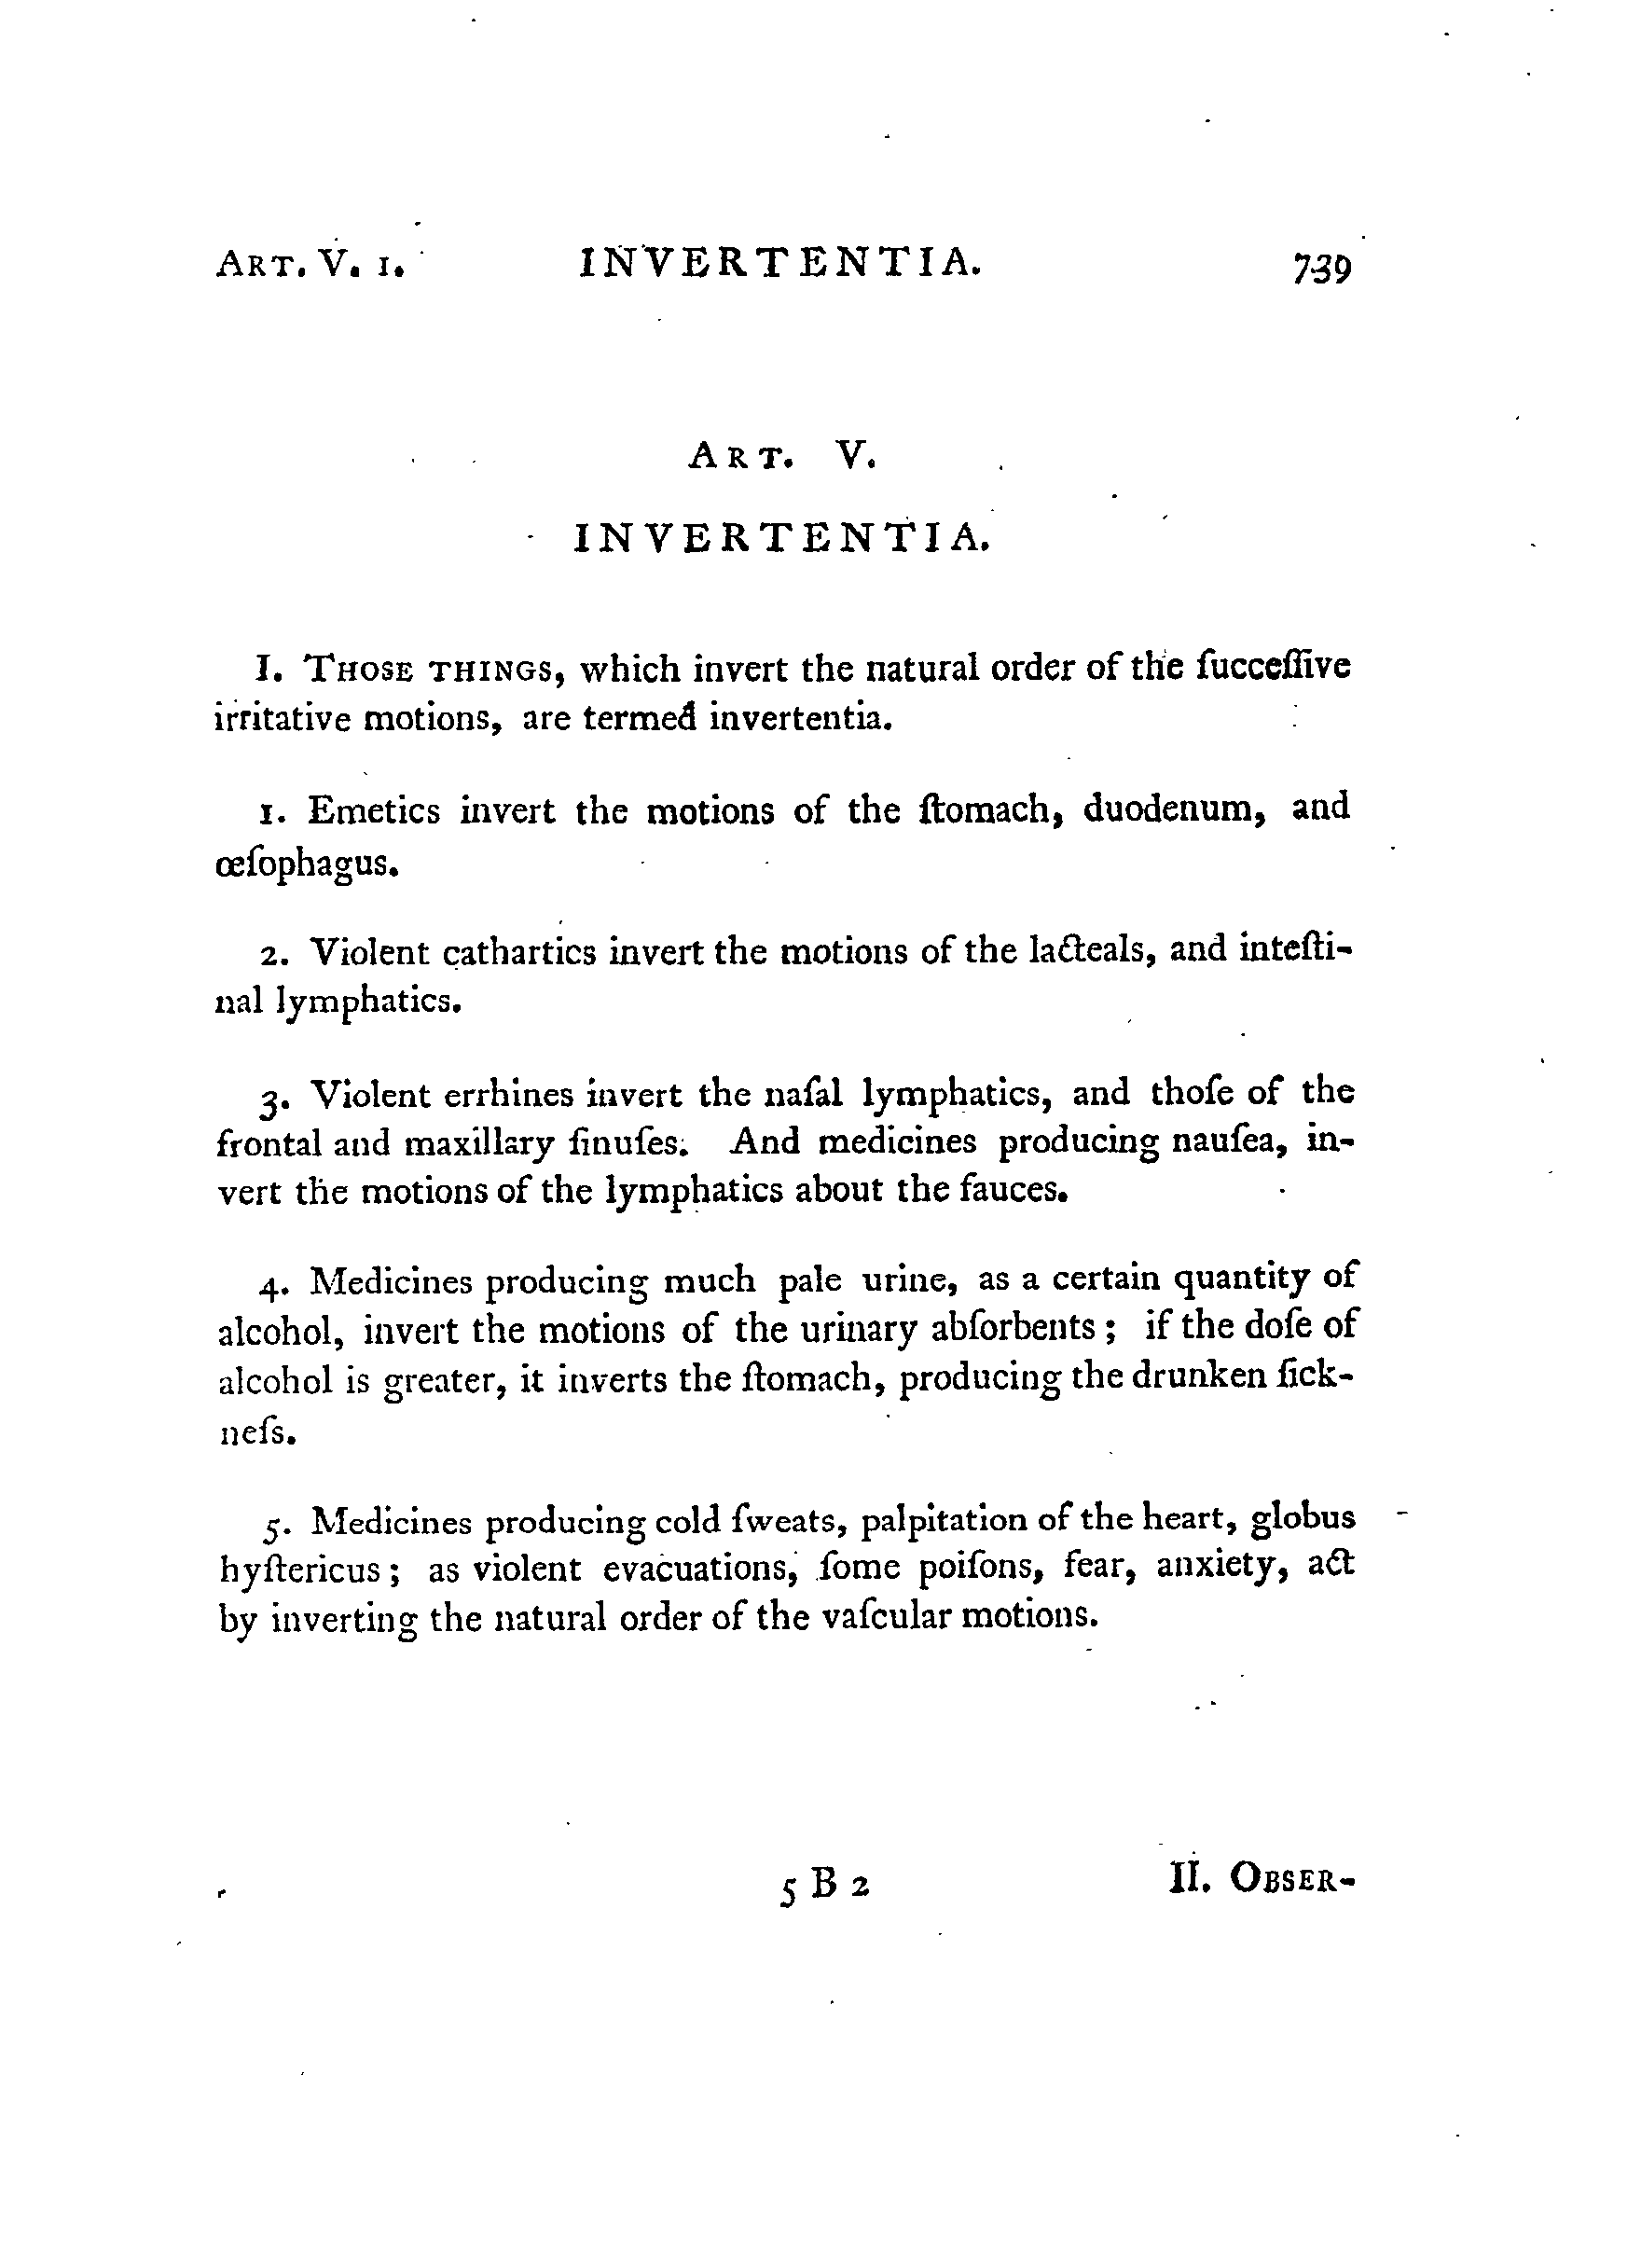 ART. V. 1. INVERTENTIA. 739
ART. V.
INVERTENTIA.
I. THOSE THINGS, which invert the natural order of the ſucceſſive
irritative motions, are termed invertentia.
1. Emetics invert the motions of the ſtomach, duodenum, and
œſophagus.
2. Violent cathartics invert the motions of the lacteals, and inteſti-
nal lymphatics.
3. Violent errhines invert the naſal lymphatics, and thoſe of the
frontal and maxillary ſinuſes. And medicines producing nauſea, in-
vert the motions of the lymphatics about the fauces.
4. Medicines producing much pale urine, as a certain quantity of
alcohol, invert the motions of the urinary abſorbents; if the doſe of
alcohol is greater, it inverts the ſtomach, producing the drunken ſick-
neſs.
5. Medicines producing cold ſweats, palpitation of the heart, globus
hyſtericus; as violent evacuations, ſome poiſons, fear, anxiety, act
by inverting the natural order of the vaſcular motions.
5 B 2 II. OBSER-